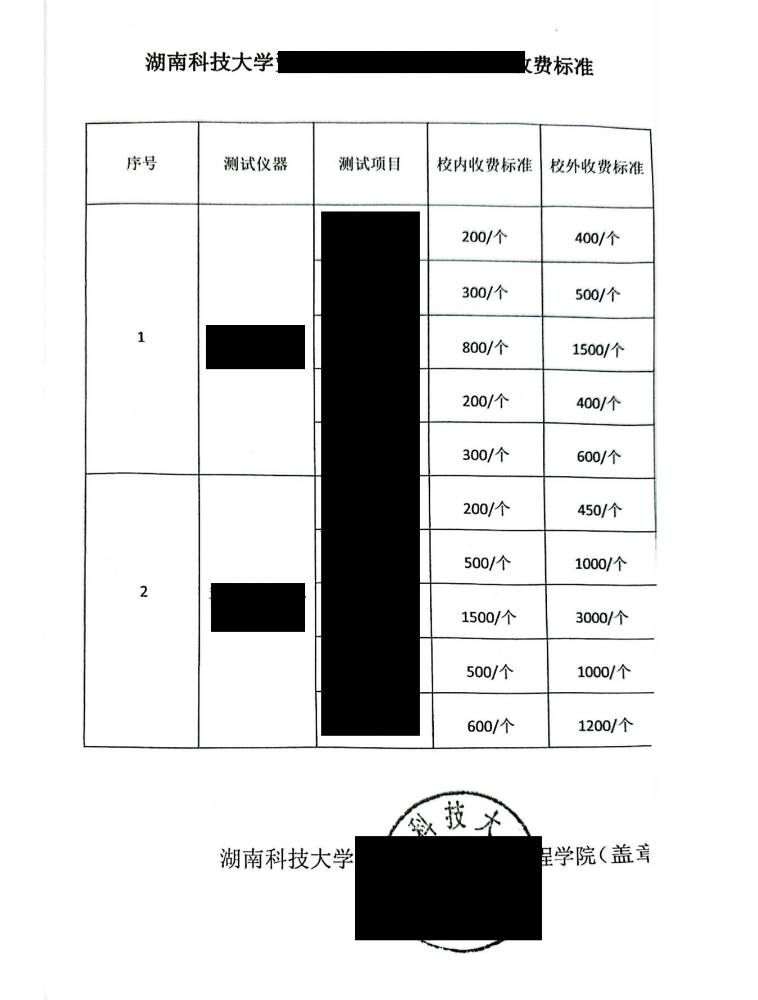 湖南科技大学 收费标准
序号 测试仪器 测试项目 校内收费标准 校外收费标准
200/个 400/个
300/个 500/个
1 800/个 1500/个
200/个 400/个
300/个 600/个
200/个 450/个
500/个 1000/个
2 1500/个 3000/个
500/个 1000/个
600/个 1200/个
科技大
湖南科技大学 程学院（盖章